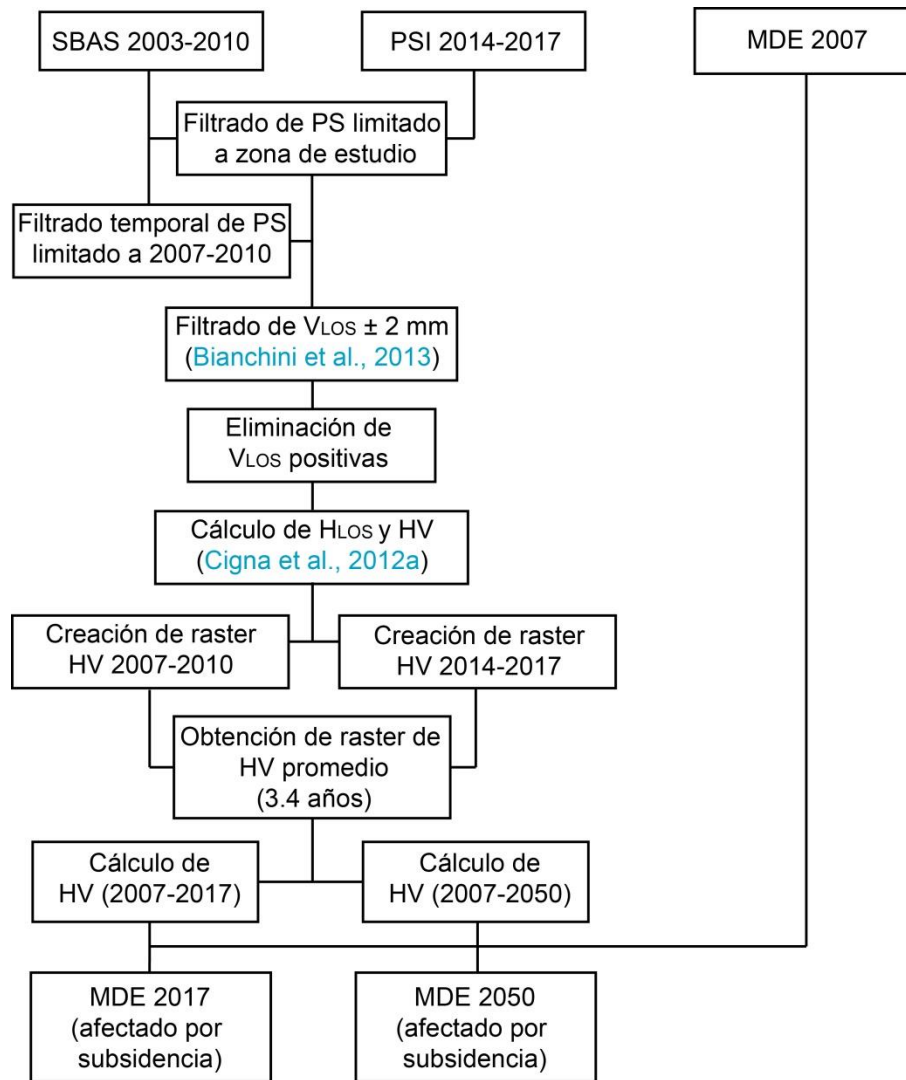 SBAS 2003-2010
PSI 2014-2017
MDE 2007
Filtrado de PS limitado
a zona de estudio
Filtrado temporal de PS
limitado a 2007-2010
Filtrado de VLOS ± 2 mm
(Bianchini et al., 2013)
Eliminación de
VLOS positivas
Cálculo de HLOS y HV
(Cigna et al., 2012a)
Creación de raster
HV 2007-2010
Creación de raster
HV 2014-2017
Obtención de raster de
HV promedio
(3.4 años)
Cálculo de
HV (2007-2017)
Cálculo de
HV (2007-2050)
MDE 2017
(afectado por
subsidencia)
MDE 2050
(afectado por
subsidencia)